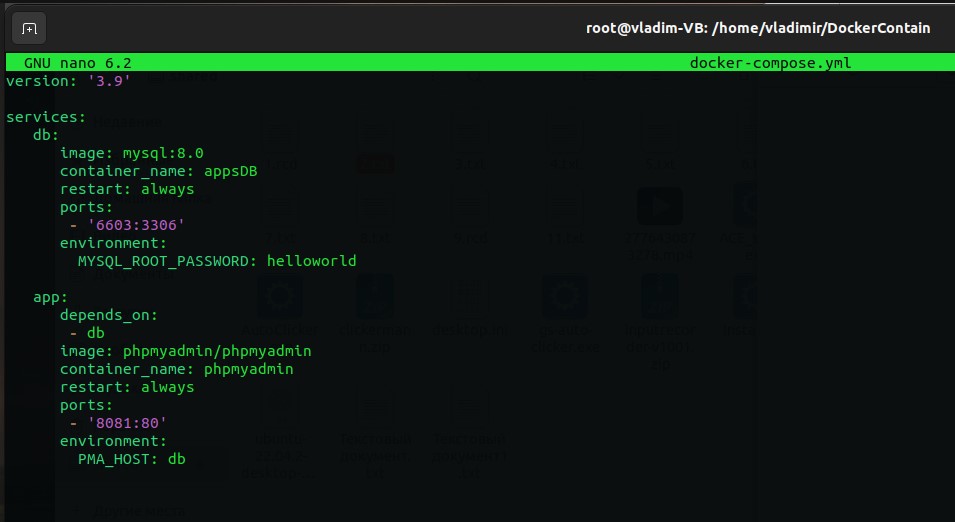 root@vladim-VB: /home/vladimir/DockerContain
GNU nano 6.2 docker-compose.yml
version: '3.9'
services:
db:
image: mysql:8.0
container_name: appsDB
restart: always
ports:
- '6603:3306'
environment:
MYSQL_ROOT_PASSWORD: helloworld
app:
depends_on:
- db
image: phpmyadmin/phpmyadmin
container_name: phpmyadmin
restart: always
ports:
- '8081:80'
environment:
PMA_HOST: db